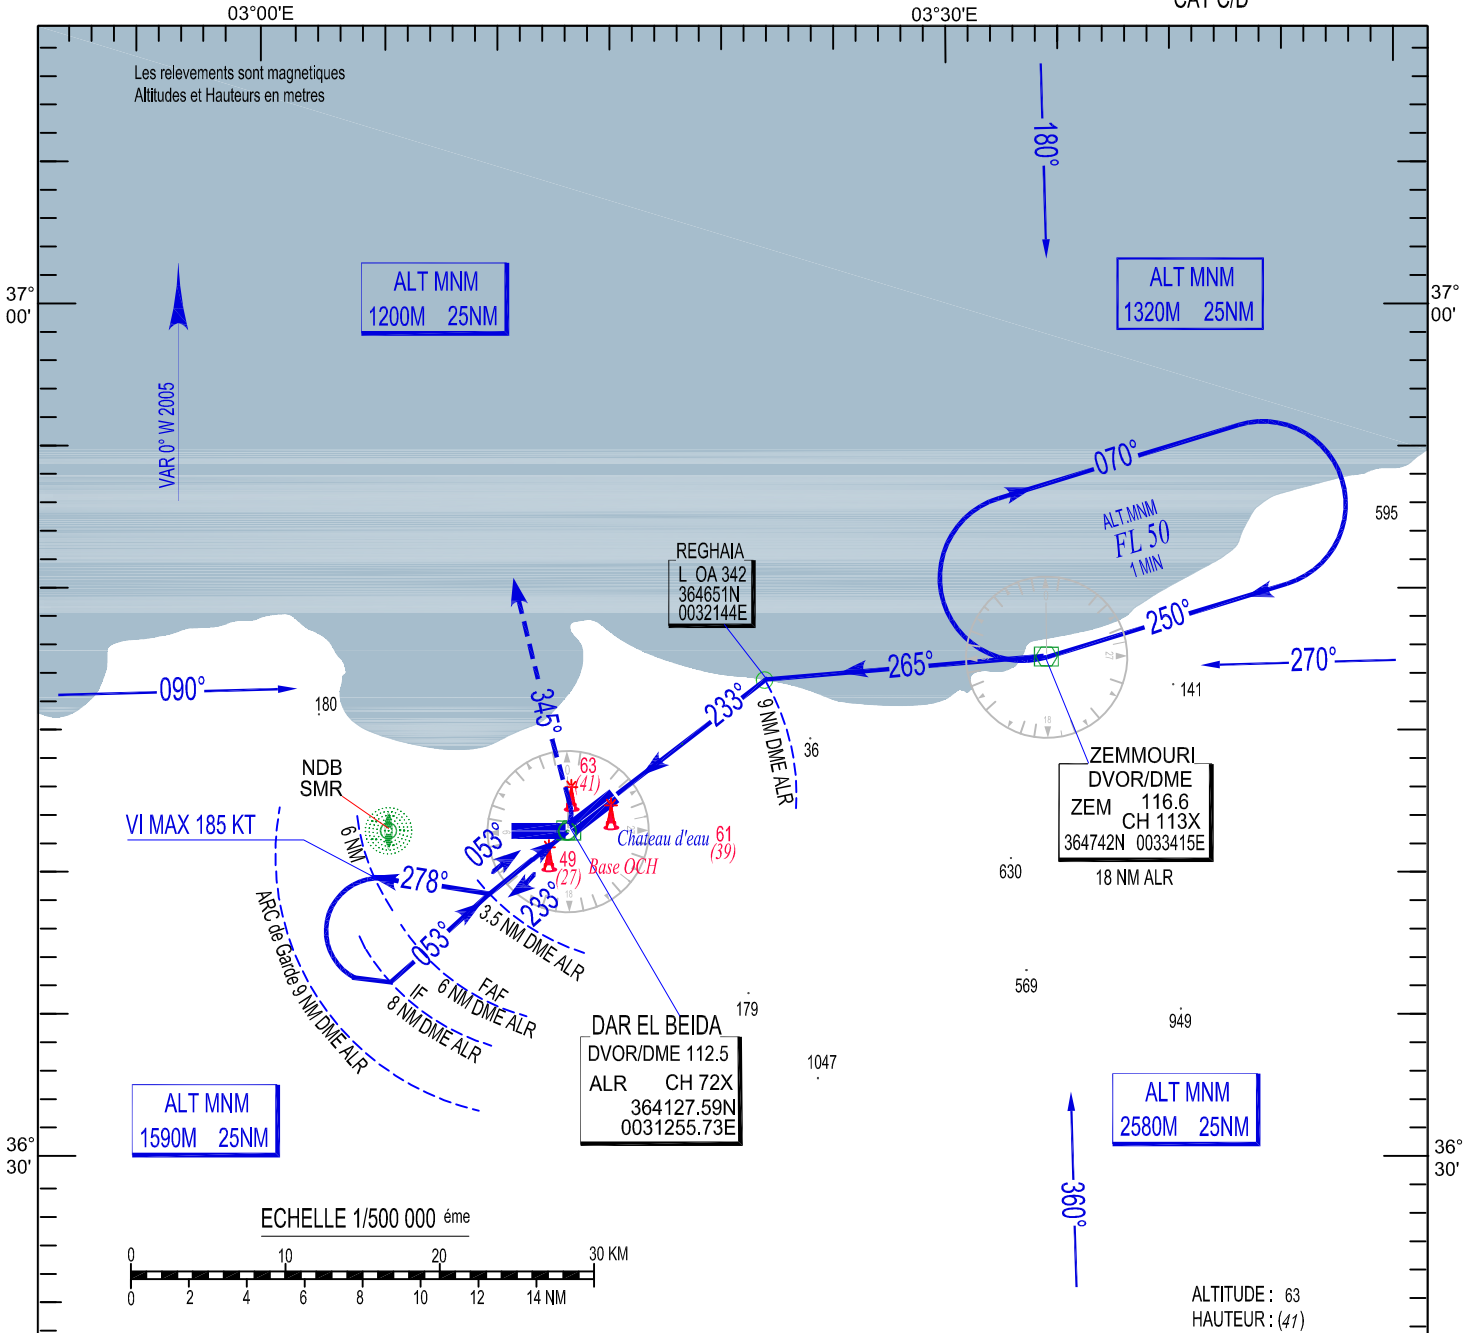 CAT C/D
03°00'E
03°30'E
Les relevements sont magnetiques
Altitudes et Hauteurs en metres
180°
ALT MNM
1200M 25NM
ALT MNM
1320M 25NM
37°
00'
37°
00'
VAR 0° W 2005
070°
ALT.MNM
FL 50
1 MIN
595
REGHAIA
L OA 342
364651N
0032144E
250°
265°
270°
090°
180
141
345°
233°
9 NM DME ALR
36
NDB
SMR
63
(41)
ZEMMOURI
DVOR/DME
ZEM 116.6
CH 113X
364742N 0033415E
18 NM ALR
VI MAX 185 KT
6 NM
053°
Chateau d'eau
61
(39)
49
(27)
Base OCH
630
278°
233°
3.5 NM DME ALR
053°
ARC de Garde 9 NM DME ALR
FAF
6 NM DME ALR
IF
8 NM DME ALR
569
179
949
1047
DAR EL BEIDA
DVOR/DME 112.5
ALR CH 72X
364127.59N
0031255.73E
ALT MNM
1590M 25NM
ALT MNM
2580M 25NM
36°
30'
36°
30'
360°
ECHELLE 1/500 000 éme
0 10 20 30 KM
0 2 4 6 8 10 12 14 NM
ALTITUDE : 63
HAUTEUR : (41)